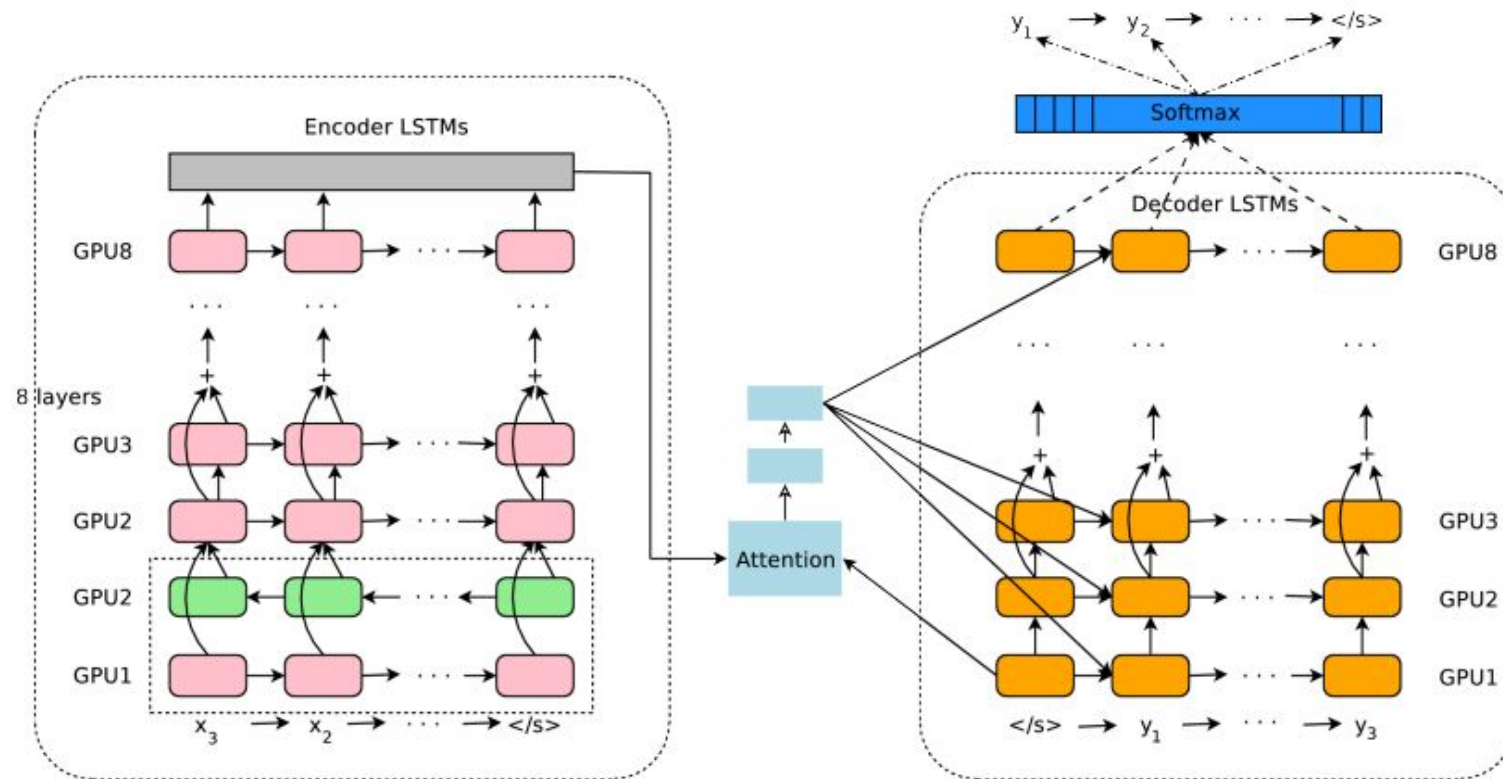 y1 → y2 → ··· → </s>
Softmax
Encoder LSTMs
GPU8
···
···
···
···
8 layers
+
+
+
GPU3
···
GPU2
···
GPU2
···
GPU1
···
x3 → x2 → ··· → </s>
Attention
Decoder LSTMs
···
GPU8
···
···
···
+
+
+
···
GPU3
···
GPU2
···
GPU1
</s> → y1 → ··· → y3